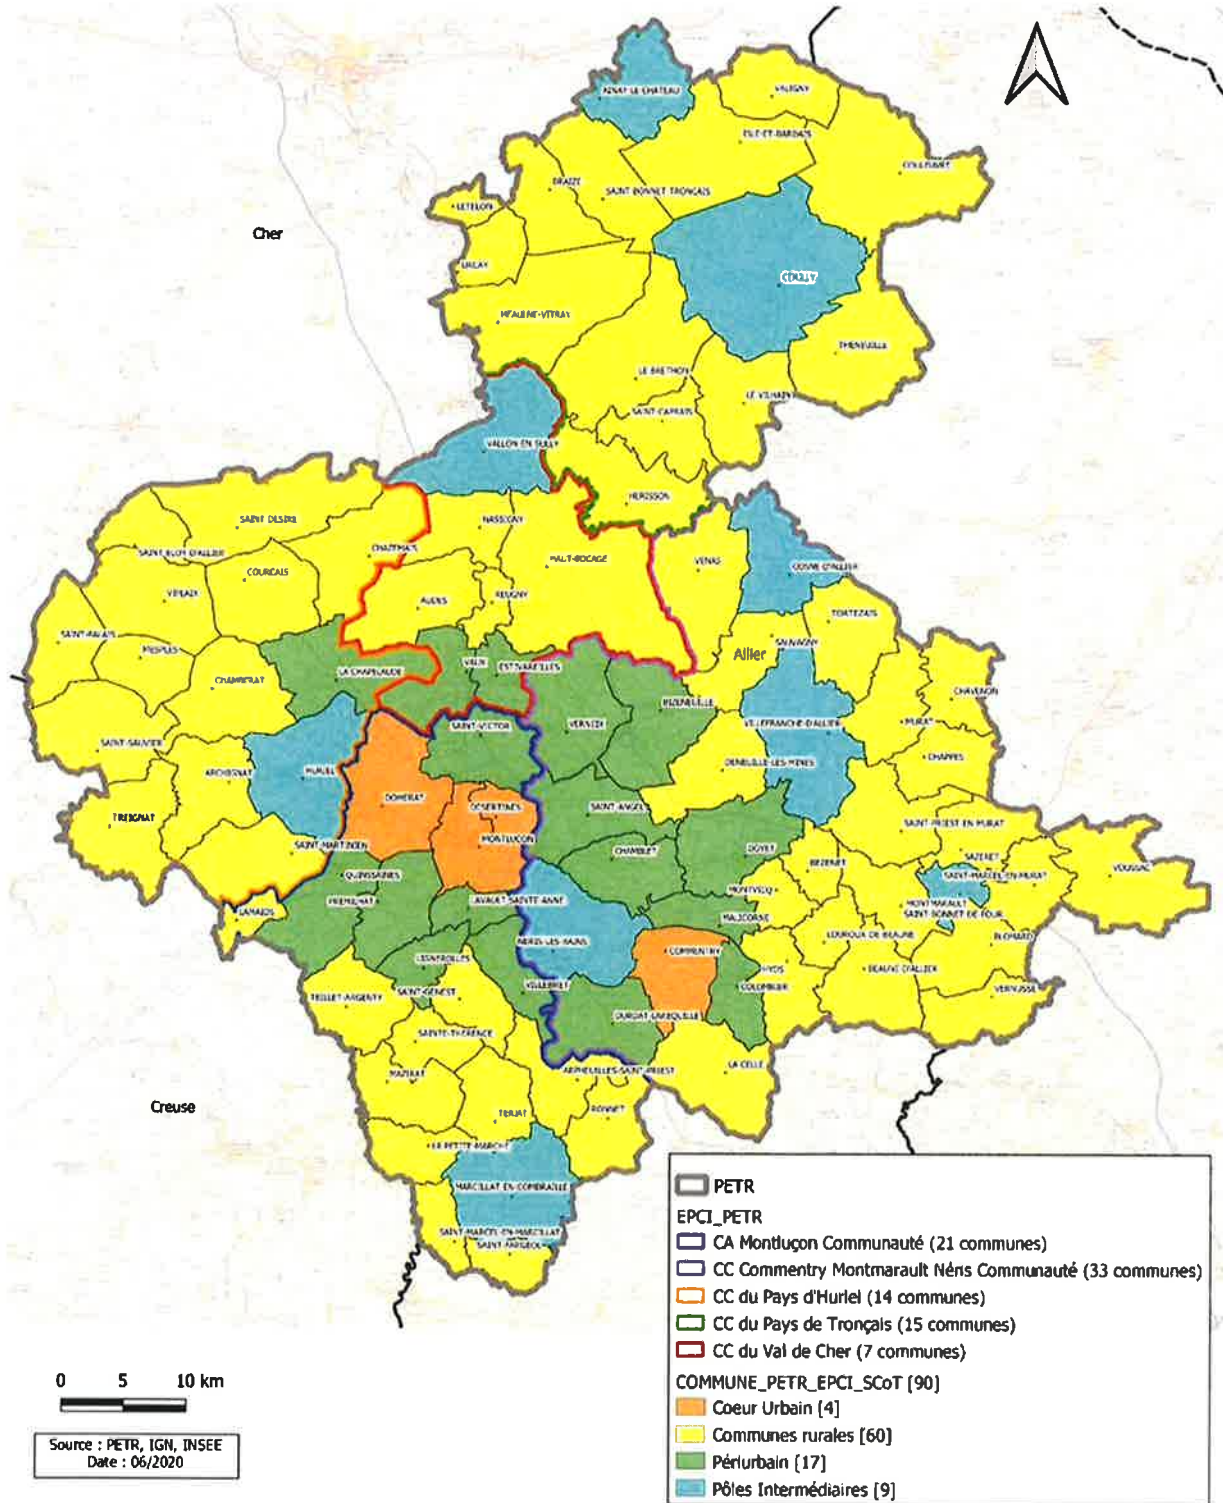 AINAY LE CHATEAU
VALIGNY
ISLE-ET-BARDAIS
COULEUVRE
BRAIZE
SAINT BONNET TRONÇAIS
LETELON
Cher
URCAY
CERILLY
MEAULNE-VITRAY
THENEUILLE
LE BRETHON
LE VILHAIN
SAINT-CAPRAIS
VALLON EN SULLY
HERISSON
SAINT DESIRE
NASSIGNY
CHAZEMAIS
SAINT ELOY D'ALLIER
HAUT-BOCAGE
VENAS
COSNE D'ALLIER
COURCAIS
VIPLAIX
AUDES
REUGNY
TORTEZAIS
SAINT-PALAIS
MESPLES
SAUVAGNY
Allier
LA CHAPELAUDE
VAUX
ESTIVAREILLES
CHAMBERAT
CHAVENON
BIZENEUILLE
VERNEIX
SAINT-VICTOR
VILLEFRANCHE-D'ALLIER
MURAT
SAINT-SAUVIER
ARCHIGNAT
HURIEL
CHAPPES
DENEUILLE-LES-MINES
DOMERAT
DESERTINES
SAINT-ANGEL
TREIGNAT
SAINT-PRIEST EN MURAT
MONTLUCON
SAINT-MARTINIEN
CHAMBLET
DOYET
SAZERET
BEZENET
VOUSSAC
SAINT-MARCEL-EN-MURAT
QUINSSAINES
MONTVICQ
PREMILHAT
LAVAULT-SAINTE-ANNE
MONTMARAULT
LAMAIDS
MALICORNE
SAINT-BONNET DE FOUR
NERIS-LES-BAINS
COMMENTRY
LOUROUX DE BEAUNE
BLOMARD
LIGNEROLLES
HYDS
BEAUNE D'ALLIER
VILLEBRET
COLOMBIER
TEILLET-ARGENTY
SAINT-GENEST
VERNUSSE
DURDAT-LAREQUILLE
SAINTE-THERENCE
LA CELLE
ARPHEUILLES-SAINT-PRIEST
MAZIRAT
Creuse
TERJAT
RONNET
LA PETITE-MARCHE
MARCILLAT-EN-COMBRAILLE
SAINT-MARCEL-EN-MARCILLAT
SAINT-FARGEOL
PETR
EPCI_PETR
CA Montluçon Communauté (21 communes)
CC Commentry Montmarault Néris Communauté (33 communes)
CC du Pays d'Huriel (14 communes)
CC du Pays de Tronçais (15 communes)
CC du Val de Cher (7 communes)
COMMUNE_PETR_EPCI_SCoT [90]
Coeur Urbain [4]
Communes rurales [60]
Périurbain [17]
Pôles Intermédiaires [9]
0 5 10 km
Source : PETR, IGN, INSEE
Date : 06/2020